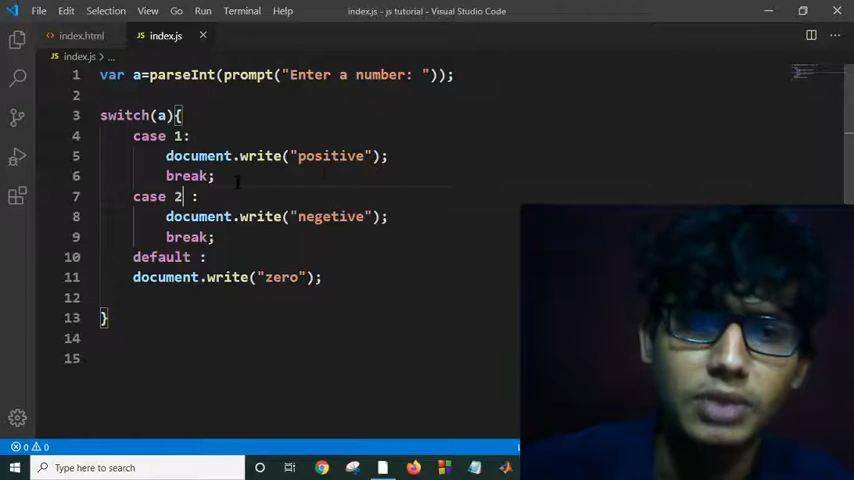 File Edit Selection View Go Run Terminal Help index.js - js tutorial - Visual Studio Code
index.html index.js
index.js > ...
1 var a=parseInt(prompt("Enter a number: "));
2
3 switch(a){
4 case 1:
5 document.write("positive");
6 break;
7 case 2 :
8 document.write("negetive");
9 break;
10 default :
11 document.write("zero");
12
13 }
14
15
0 0
Type here to search